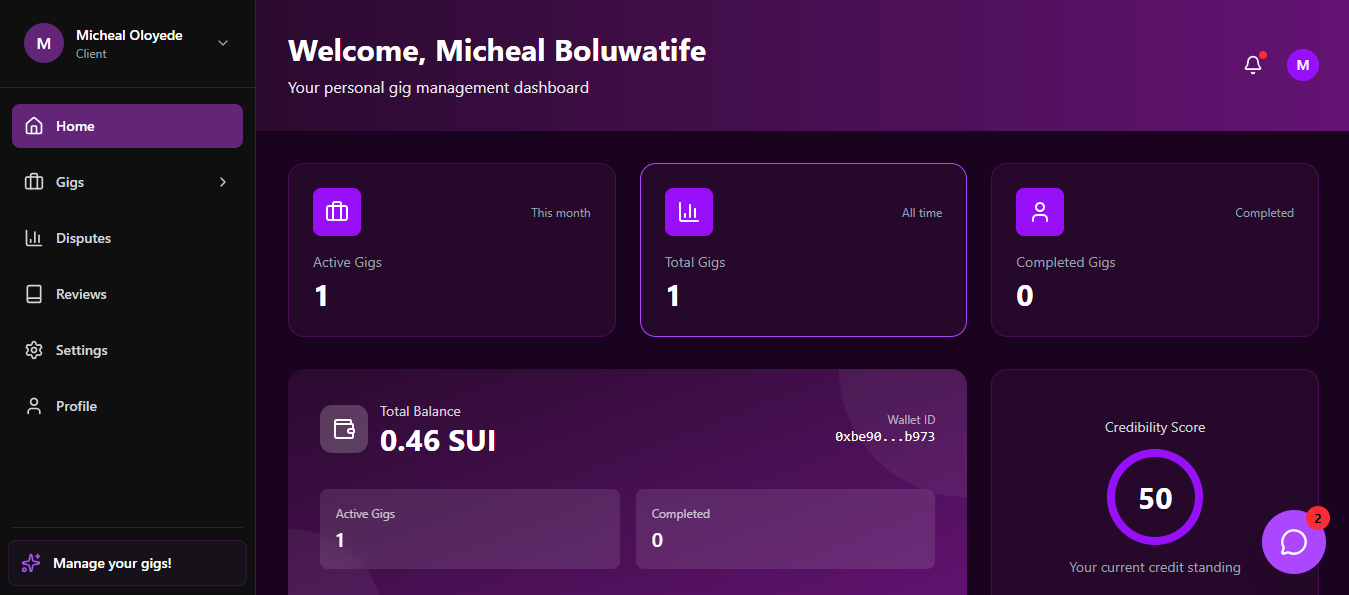 M
Micheal Oloyede
Client
Home
Gigs
Disputes
Reviews
Settings
Profile
Manage your gigs!
Welcome, Micheal Boluwatife
Your personal gig management dashboard
M
This month
Active Gigs
1
All time
Total Gigs
1
Completed
Completed Gigs
0
Total Balance
0.46 SUI
Wallet ID
0xbe90...b973
Active Gigs
1
Completed
0
Credibility Score
50
Your current credit standing
2